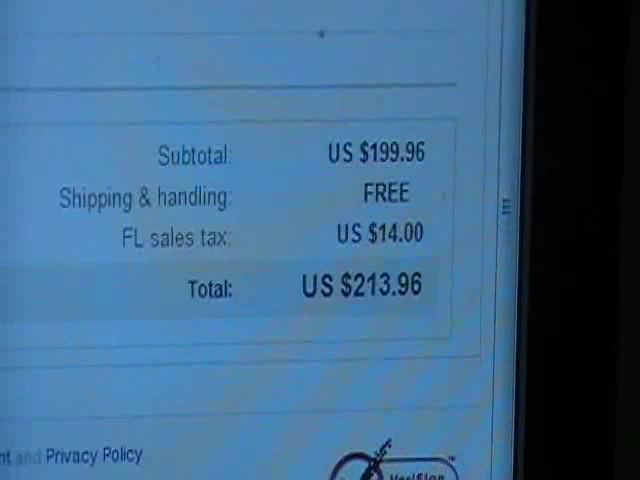 Subtotal: US $199.96
Shipping & handling: FREE
FL sales tax: US $14.00
Total: US $213.96
and Privacy Policy
VeriSign